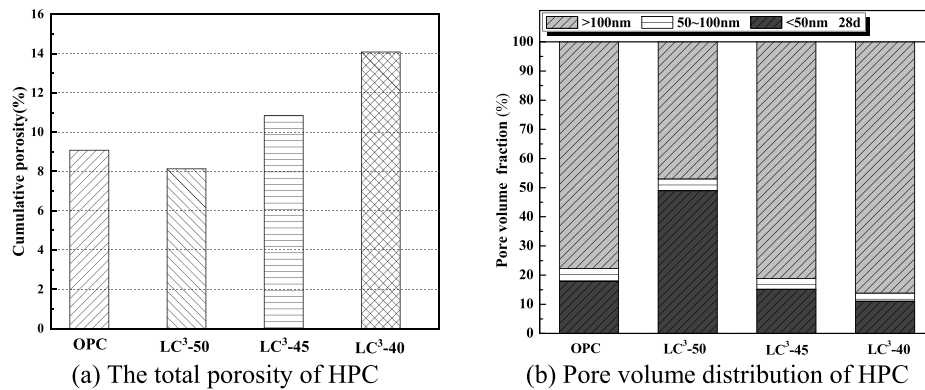 16
14
12
10
8
6
4
2
0
Cumulative porosity(%)
OPC
LC³-50
LC³-45
LC³-40
(a) The total porosity of HPC
>100nm
50~100nm
<50nm 28d
100
90
80
70
60
50
40
30
20
10
0
Pore volume fraction (%)
OPC
LC³-50
LC³-45
LC³-40
(b) Pore volume distribution of HPC